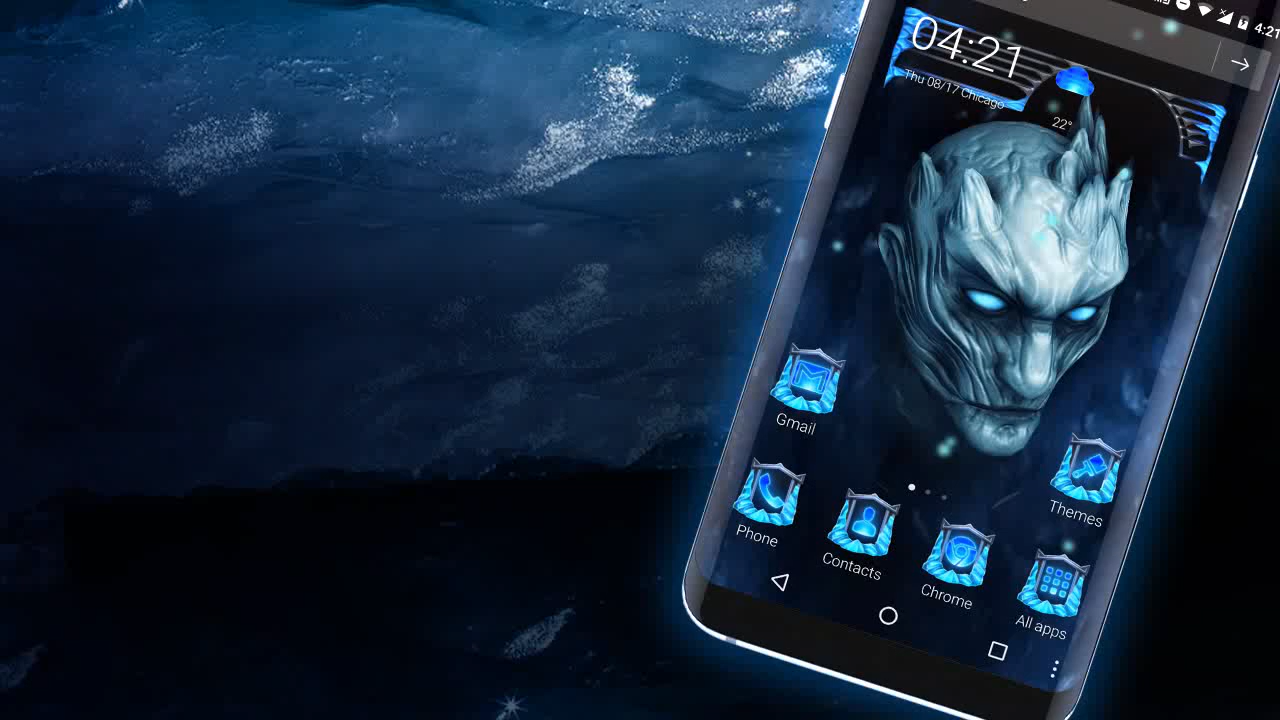 4:21
04:21
Thu 08/17 Chicago
22°
Gmail
Themes
Phone
Contacts
Chrome
All apps